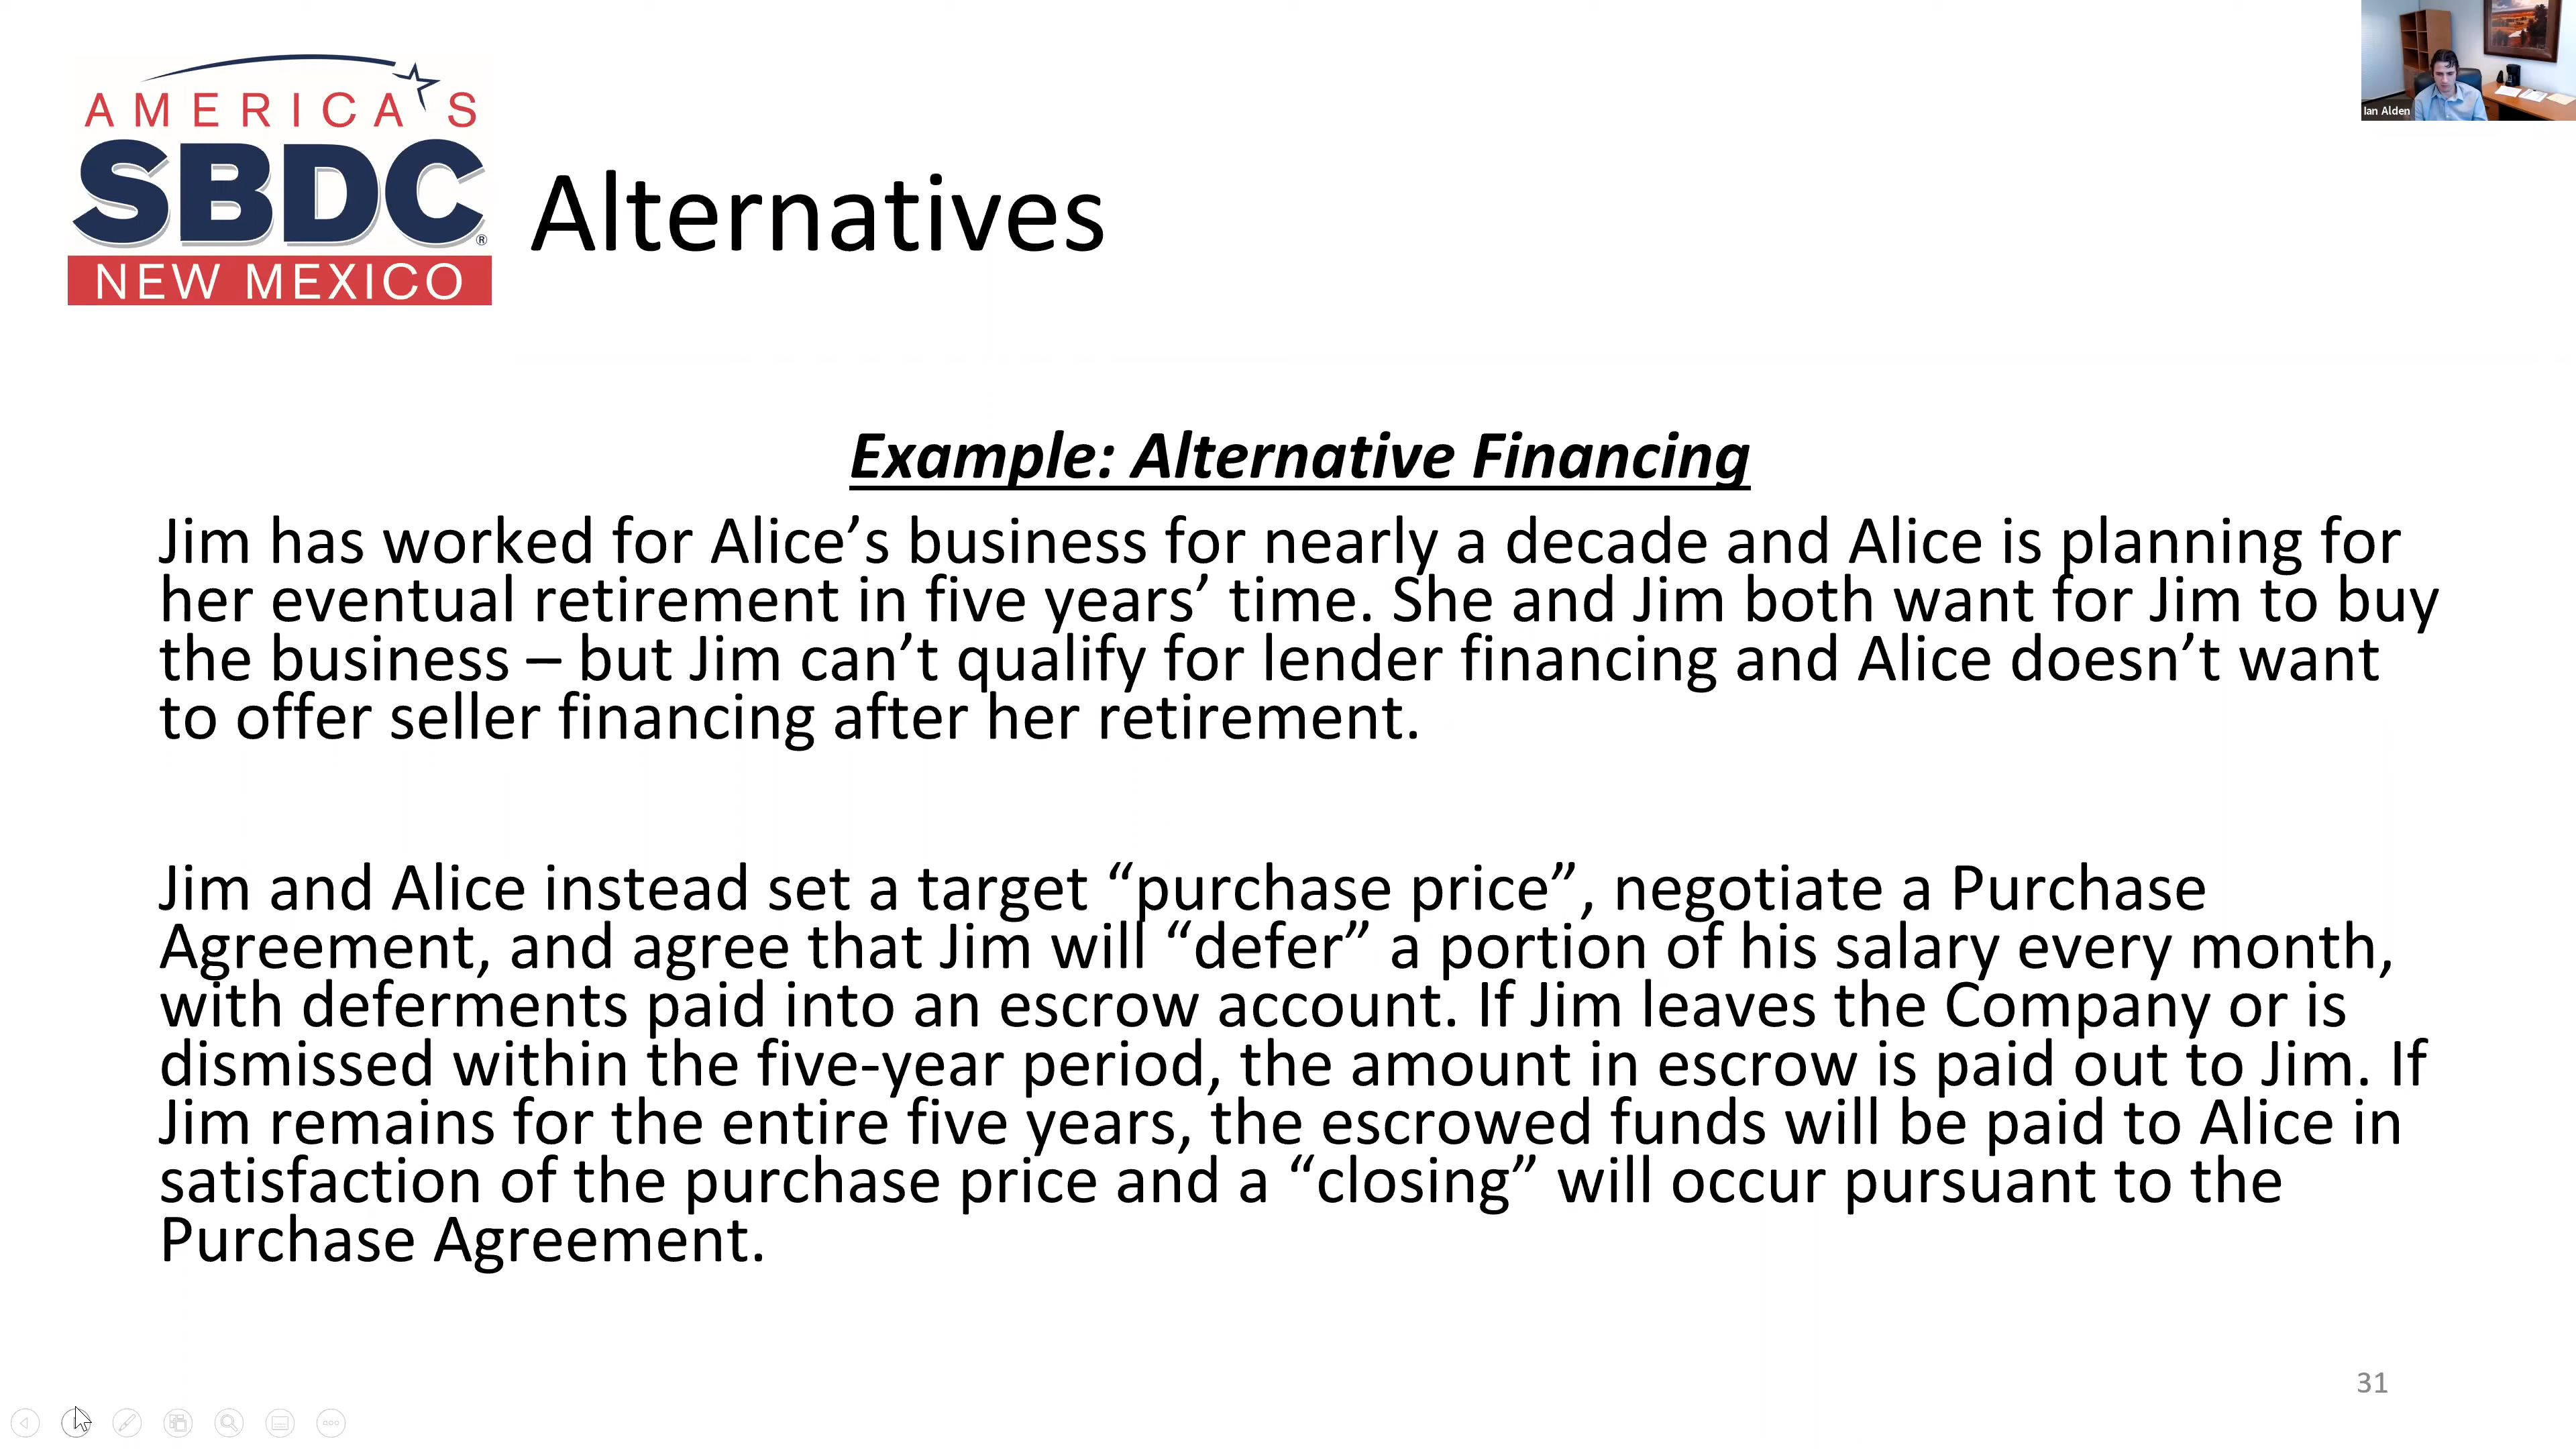 AMERICA'S
SBDC®
NEW MEXICO
Ian Alden
Alternatives
Example: Alternative Financing
Jim has worked for Alice’s business for nearly a decade and Alice is planning for
her eventual retirement in five years’ time. She and Jim both want for Jim to buy
the business – but Jim can’t qualify for lender financing and Alice doesn’t want
to offer seller financing after her retirement.
Jim and Alice instead set a target “purchase price”, negotiate a Purchase
Agreement, and agree that Jim will “defer” a portion of his salary every month,
with deferments paid into an escrow account. If Jim leaves the Company or is
dismissed within the five-year period, the amount in escrow is paid out to Jim. If
Jim remains for the entire five years, the escrowed funds will be paid to Alice in
satisfaction of the purchase price and a “closing” will occur pursuant to the
Purchase Agreement.
31